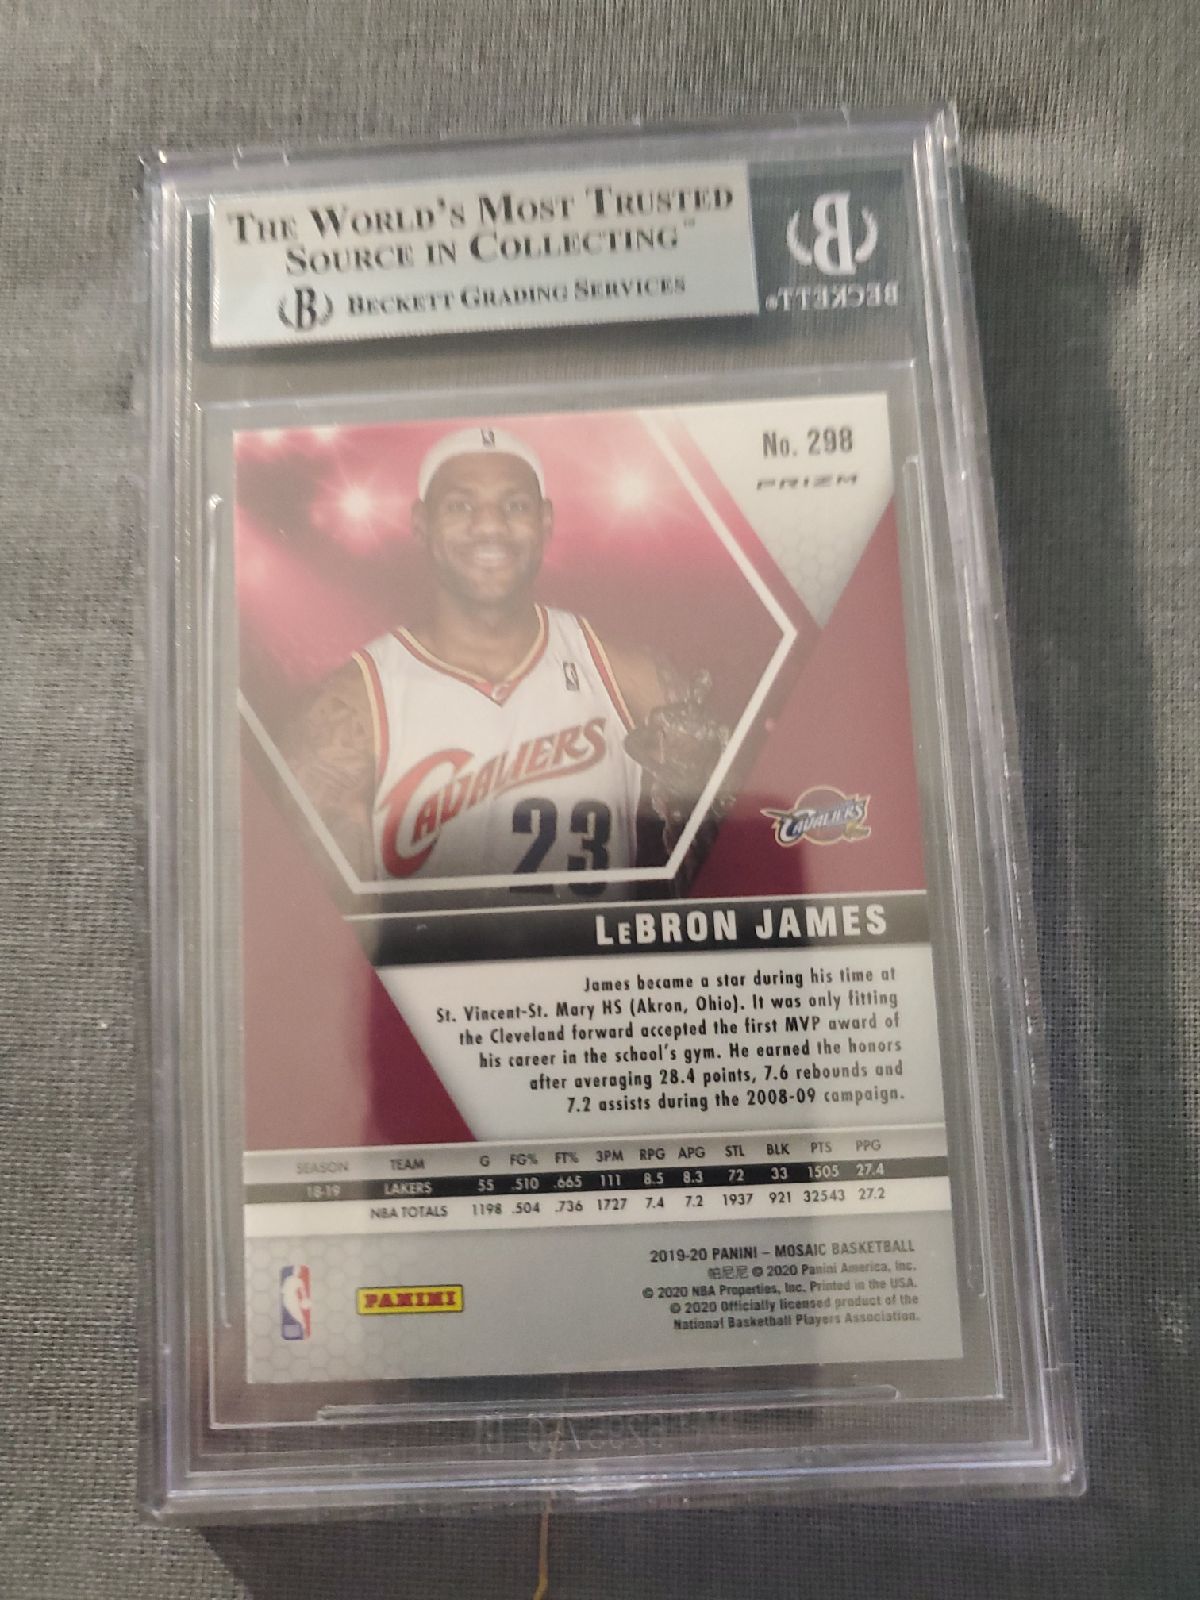 THE WORLD'S MOST TRUSTED
SOURCE IN COLLECTING™
B BECKETT GRADING SERVICES
B
BECKETT®
No. 298
PRIZM
CAVALIERS
23
CAVALIERS
LeBRON JAMES
James became a star during his time at
St. Vincent-St. Mary HS (Akron, Ohio). It was only fitting
the Cleveland forward accepted the first MVP award of
his career in the school's gym. He earned the honors
after averaging 28.4 points, 7.6 rebounds and
7.2 assists during the 2008-09 campaign.
SEASON TEAM G FG% FT% 3PM RPG APG STL BLK PTS PPG
18-19 LAKERS 55 .510 .665 111 8.5 8.3 72 33 1505 27.4
NBA TOTALS 1198 .504 .736 1727 7.4 7.2 1937 921 32543 27.2
PANINI
2019-20 PANINI – MOSAIC BASKETBALL
帕尼尼 © 2020 Panini America, Inc.
© 2020 NBA Properties, Inc. Printed in the USA.
© 2020 Officially licensed product of the
National Basketball Players Association.